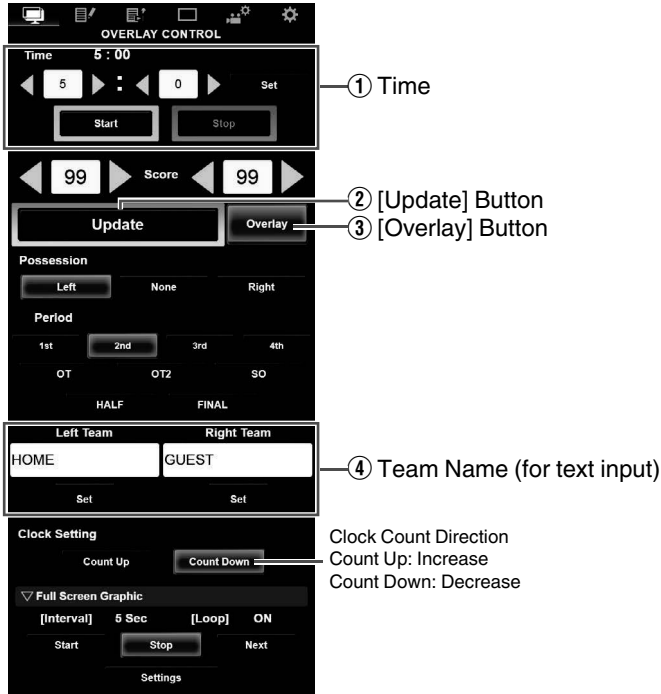 OVERLAY CONTROL
Time 5 : 00
5 : 0 Set
Start Stop
① Time
99 Score 99
② [Update] Button
Update Overlay
③ [Overlay] Button
Possession
Left None Right
Period
1st 2nd 3rd 4th
OT OT2 SO
HALF FINAL
Left Team Right Team
HOME GUEST
④ Team Name (for text input)
Set Set
Clock Setting
Count Up Count Down
Clock Count Direction
Count Up: Increase
Count Down: Decrease
▽ Full Screen Graphic
[Interval] 5 Sec [Loop] ON
Start Stop Next
Settings